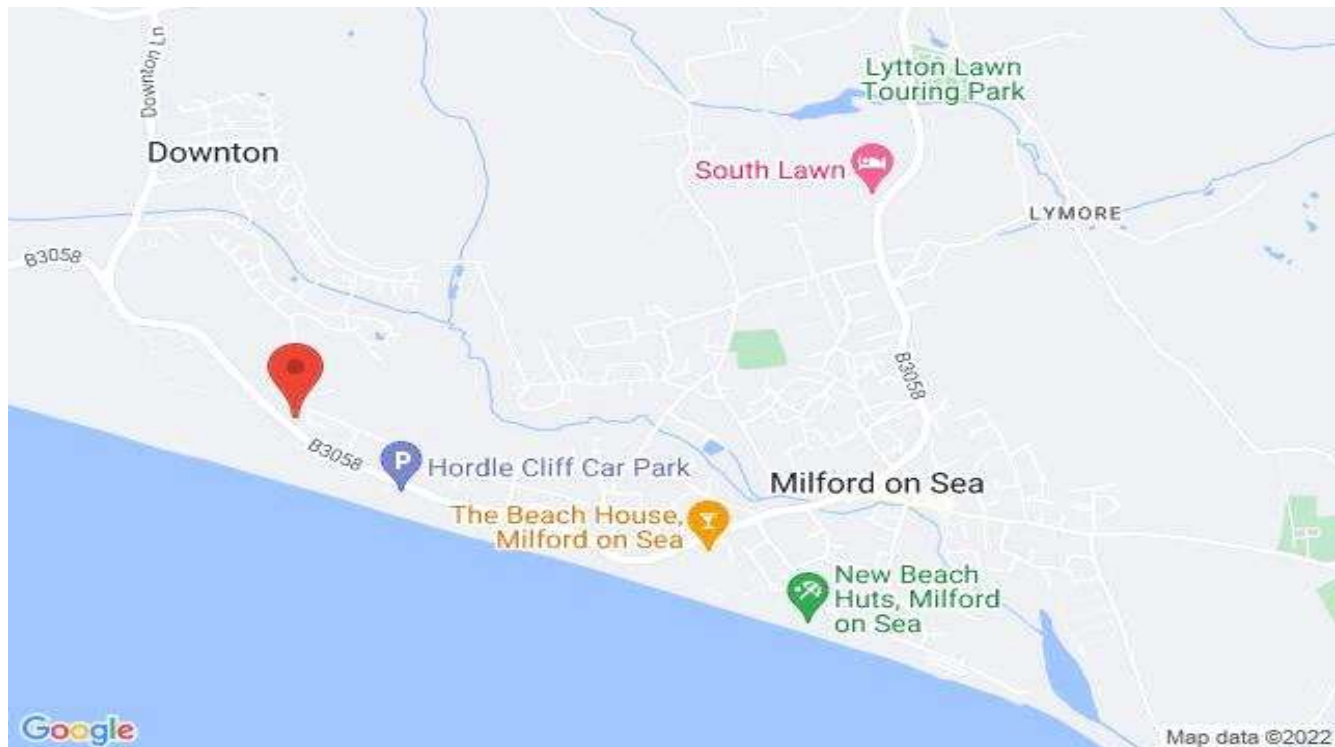 Downton Ln
Lytton Lawn
Touring Park
Downton
South Lawn
LYMORE
B3058
B3058
B3058
P
Hordle Cliff Car Park
Milford on Sea
The Beach House,
Milford on Sea
New Beach
Huts, Milford
on Sea
Google
Map data ©2022